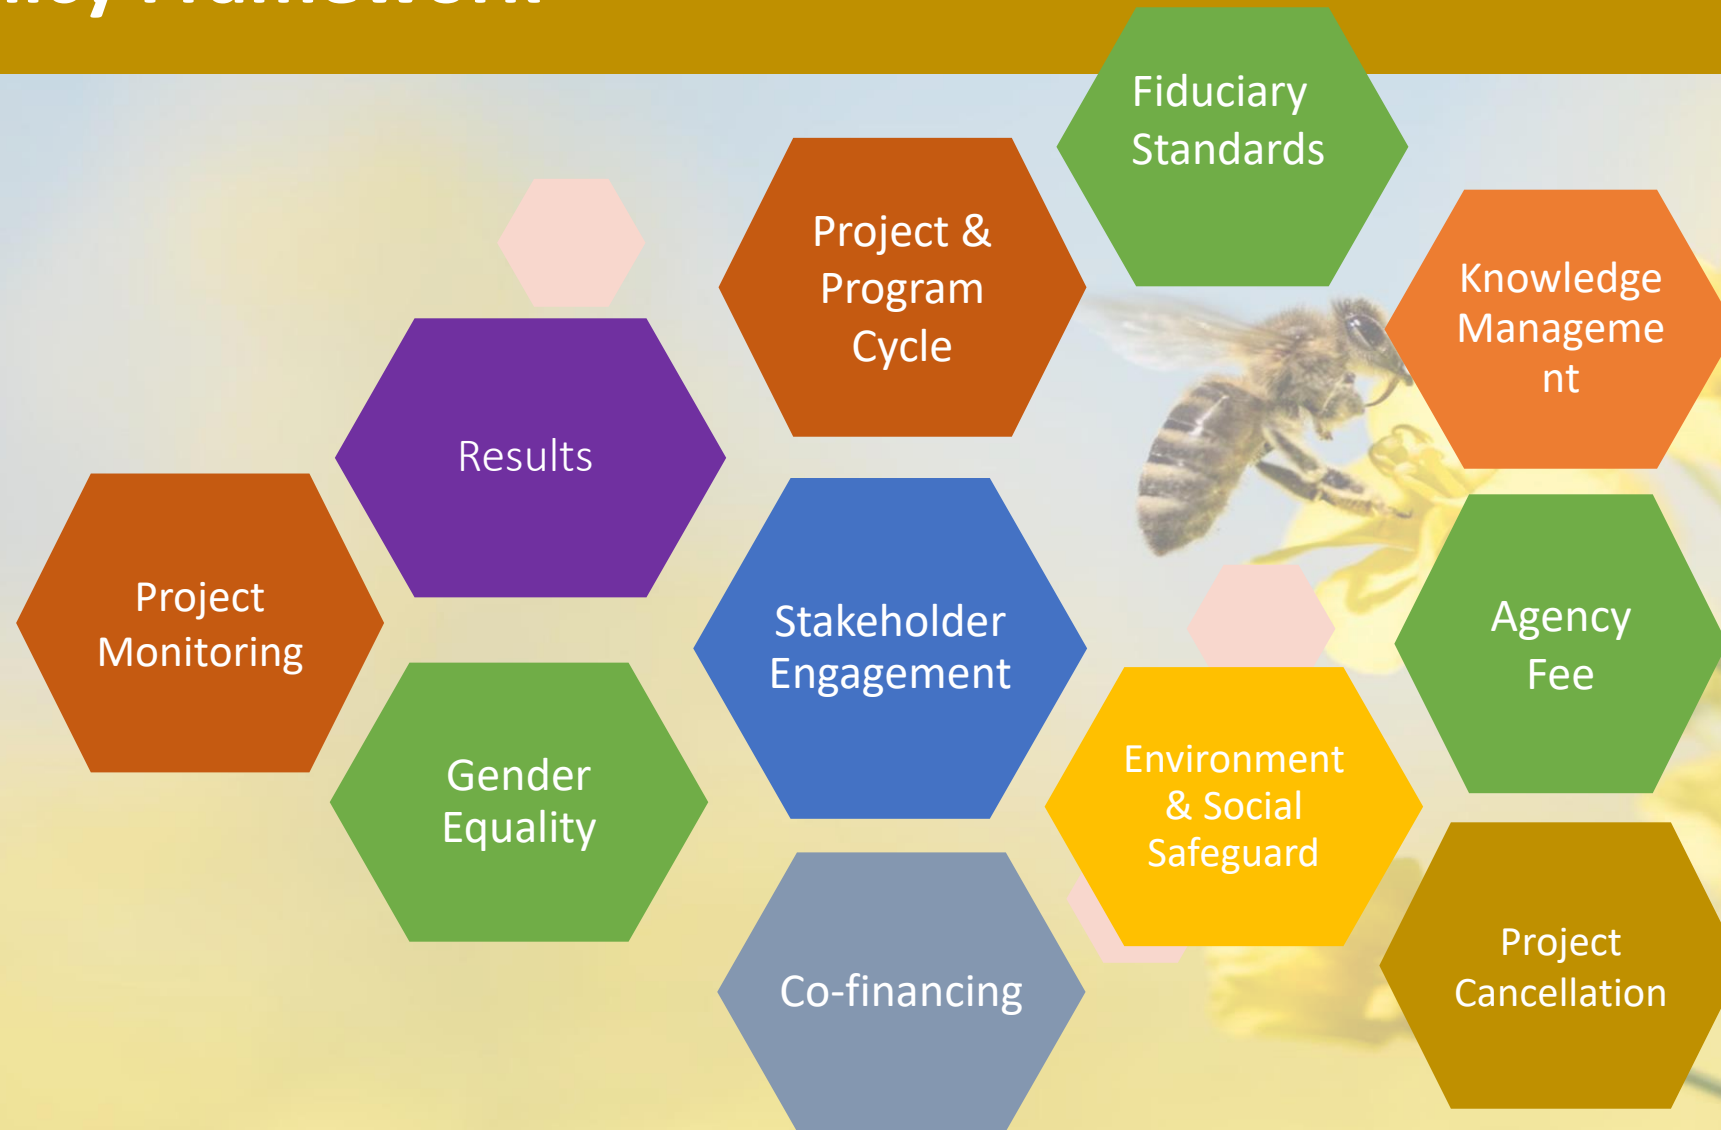 Framework
Fiduciary
Standards
Project &
Program
Cycle
Knowledge
Manageme
nt
Results
Project
Monitoring
Stakeholder
Engagement
Agency
Fee
Gender
Equality
Environment
& Social
Safeguard
Co-financing
Project
Cancellation